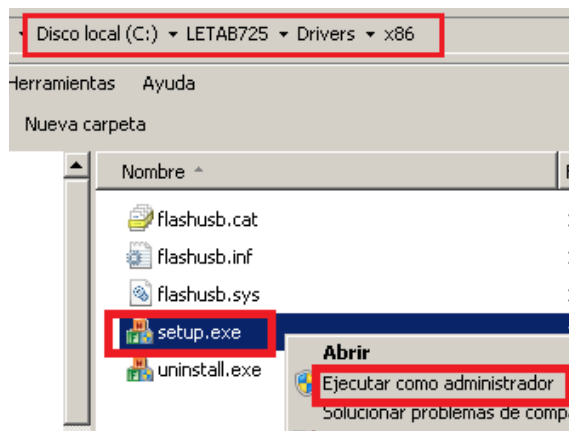 Disco local (C:) LETAB725 Drivers x86
Herramientas Ayuda
Nueva carpeta
Nombre
flashusb.cat
flashusb.inf
flashusb.sys
setup.exe
Abrir
uninstall.exe
Ejecutar como administrador
Solucionar problemas de